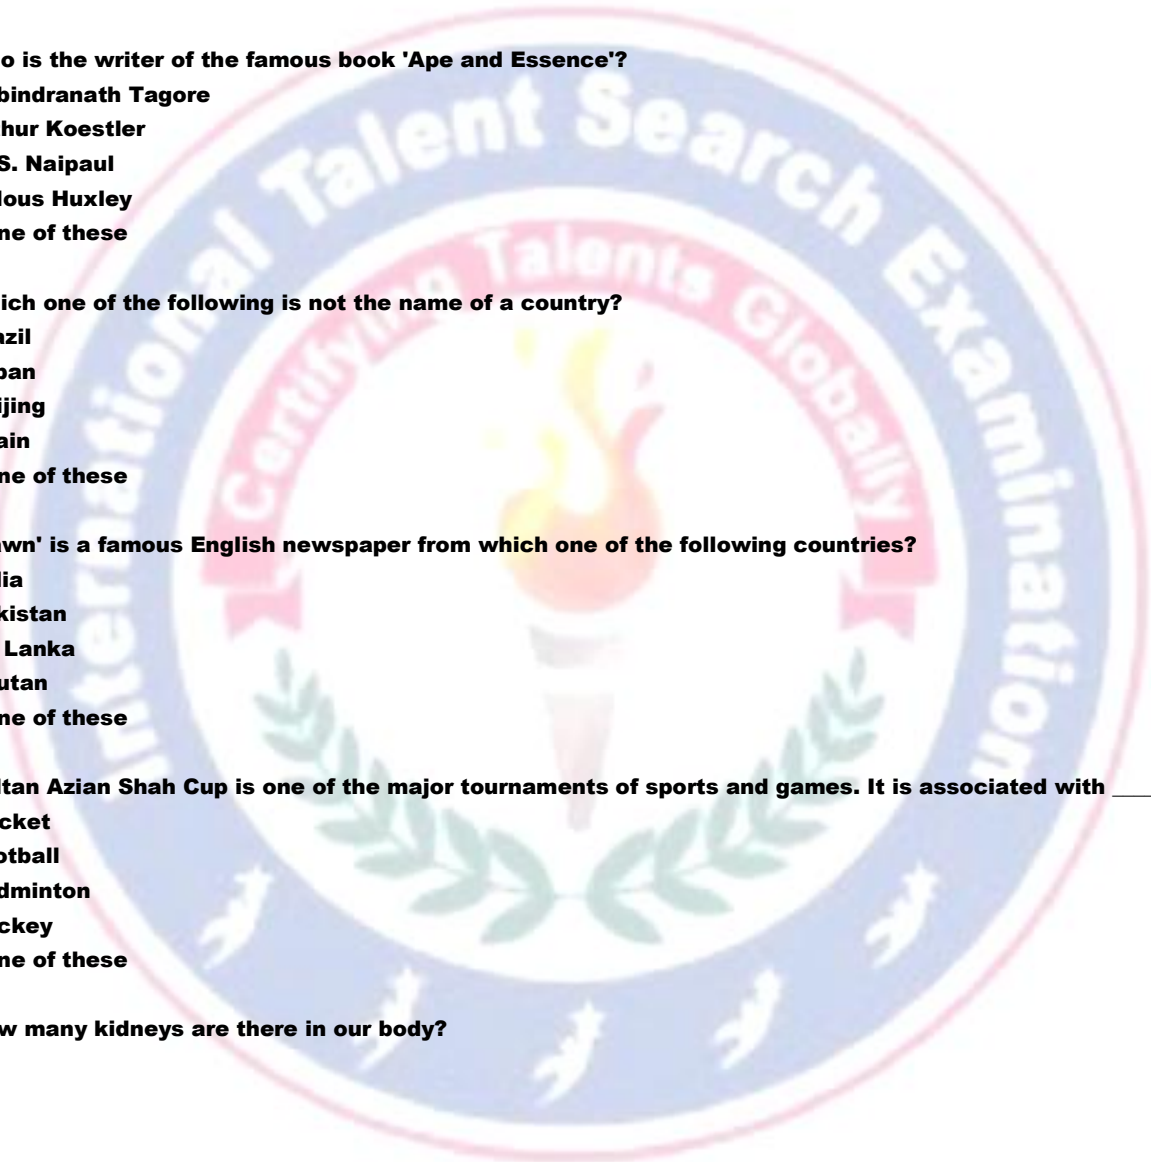 o is the writer of the famous book 'Ape and Essence'?
bindranath Tagore
hur Koestler
S. Naipaul
lous Huxley
ne of these
ich one of the following is not the name of a country?
azil
pan
ijing
ain
ne of these
awn' is a famous English newspaper from which one of the following countries?
lia
kistan
Lanka
utan
ne of these
ltan Azian Shah Cup is one of the major tournaments of sports and games. It is associated with ____
cket
otball
dminton
ckey
ne of these
w many kidneys are there in our body?
International Talent Search Examination
Certifying Talents Globally